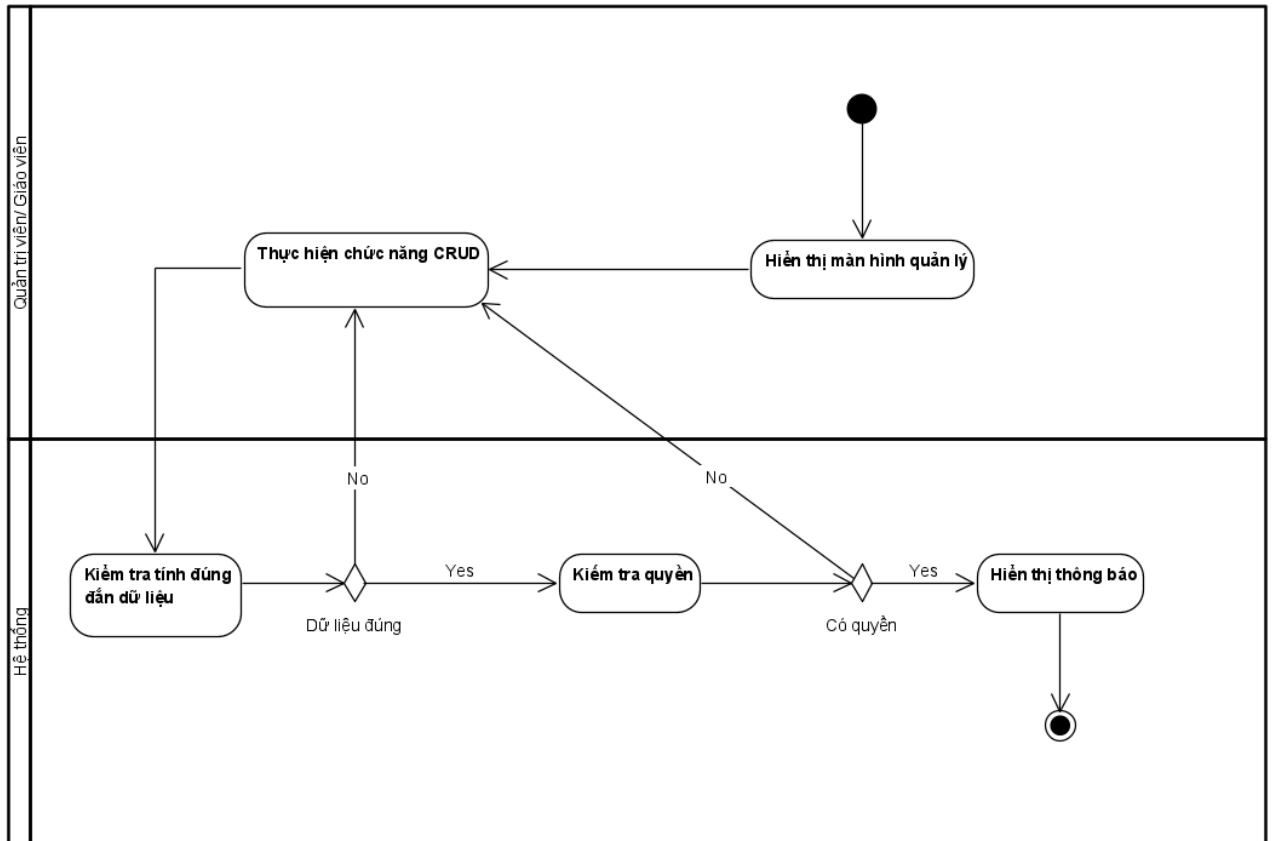 Quản trị viên/ Giáo viên
Thực hiện chức năng CRUD
Hiển thị màn hình quản lý
No
No
Hệ thống
Kiểm tra tính đúng
đắn dữ liệu
Yes
Kiểm tra quyền
Yes
Hiển thị thông báo
Dữ liệu đúng
Có quyền